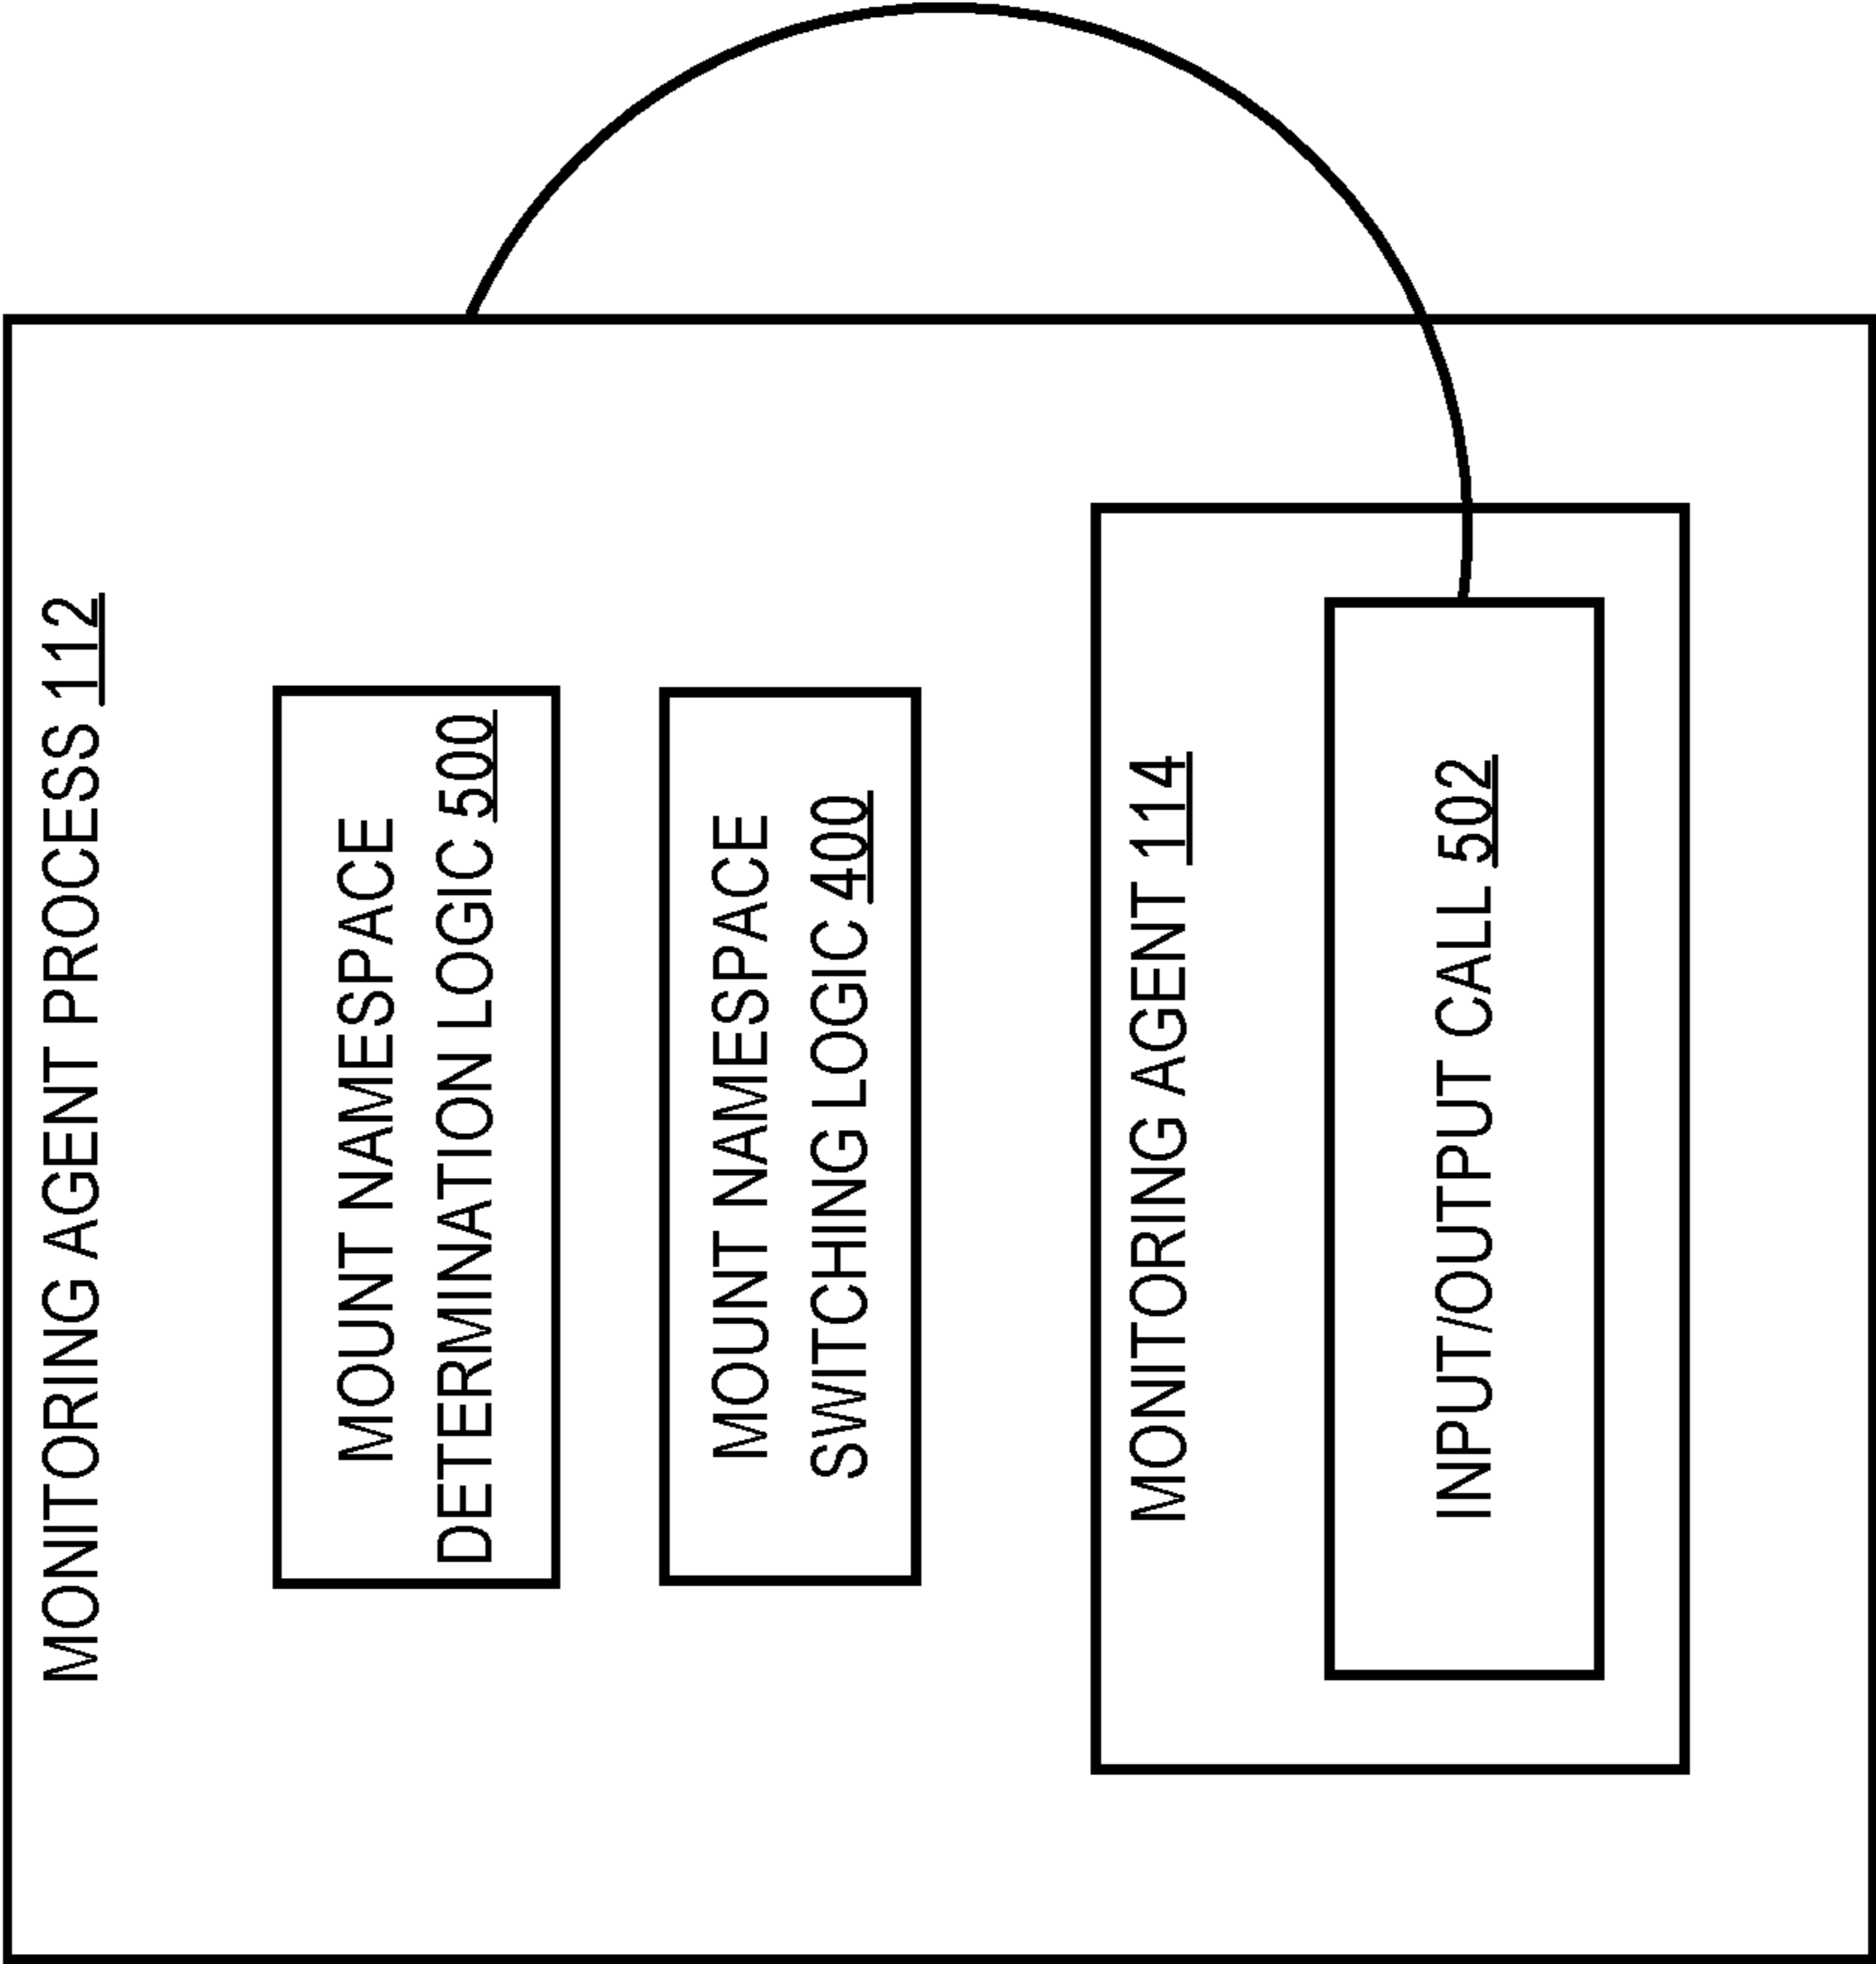 MONITORING AGENT PROCESS 112
MOUNT NAMESPACE
DETERMINATION LOGIC 500
MOUNT NAMESPACE
SWITCHING LOGIC 400
MONITORING AGENT 114
INPUT/OUTPUT CALL 502